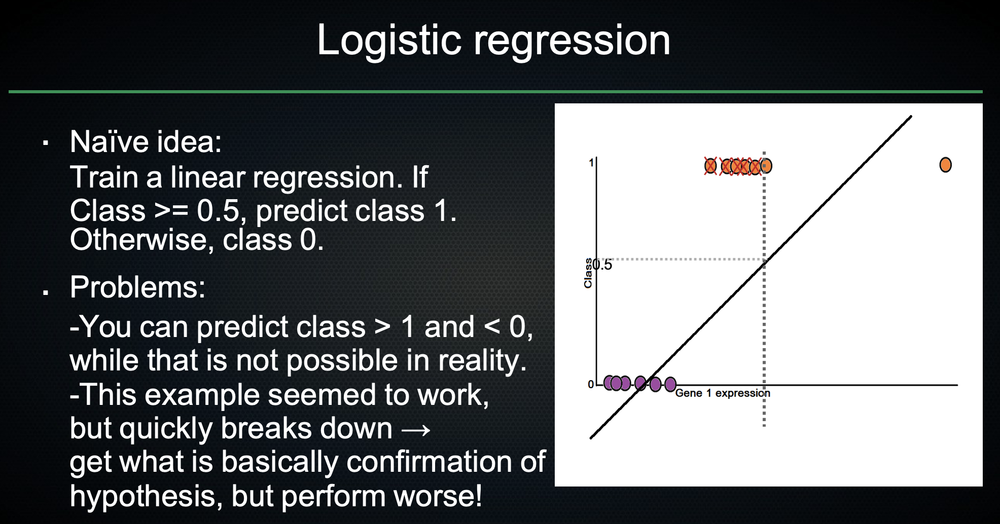 Logistic regression
▪ Naïve idea:
Train a linear regression. If
Class >= 0.5, predict class 1.
Otherwise, class 0.
▪ Problems:
-You can predict class > 1 and < 0,
while that is not possible in reality.
-This example seemed to work,
but quickly breaks down →
get what is basically confirmation of
hypothesis, but perform worse!
1
0.5
Class
0
Gene 1 expression